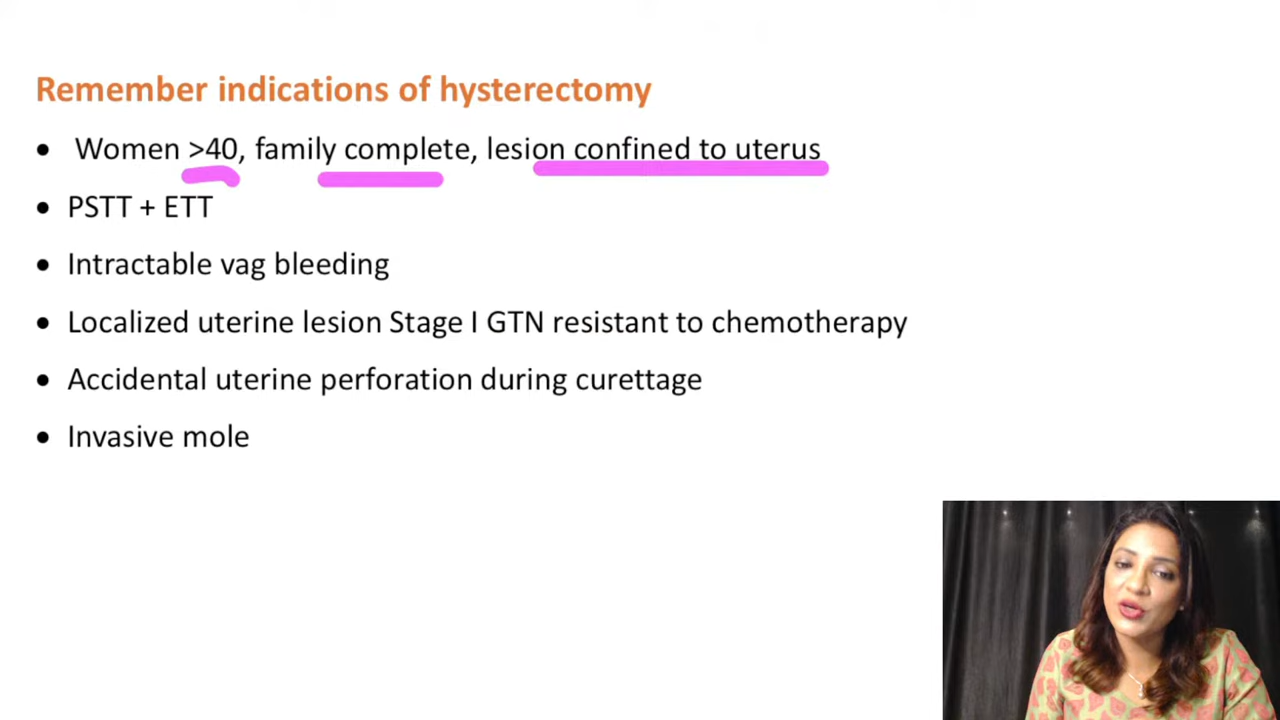 Remember indications of hysterectomy
• Women >40, family complete, lesion confined to uterus
• PSTT + ETT
• Intractable vag bleeding
• Localized uterine lesion Stage I GTN resistant to chemotherapy
• Accidental uterine perforation during curettage
• Invasive mole